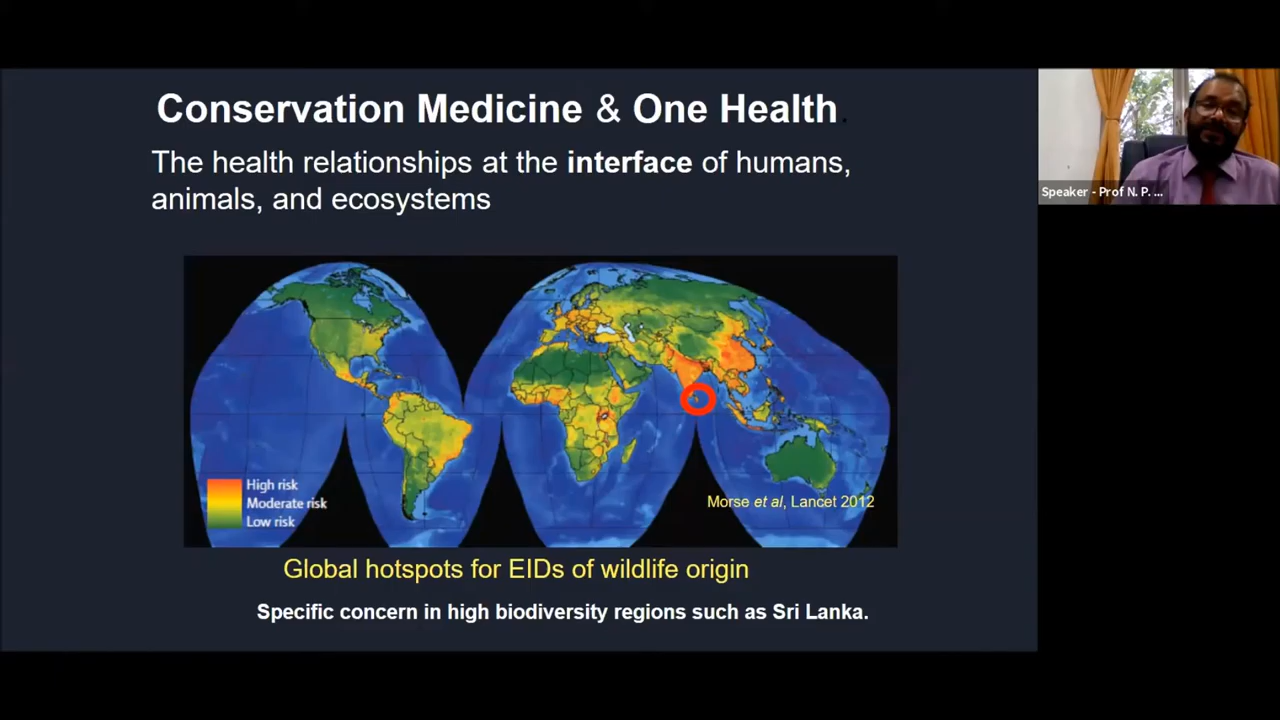 Conservation Medicine & One Health.
The health relationships at the interface of humans,
animals, and ecosystems
Speaker - Prof N. P. ...
High risk
Moderate risk
Low risk
Morse et al, Lancet 2012
Global hotspots for EIDs of wildlife origin
Specific concern in high biodiversity regions such as Sri Lanka.